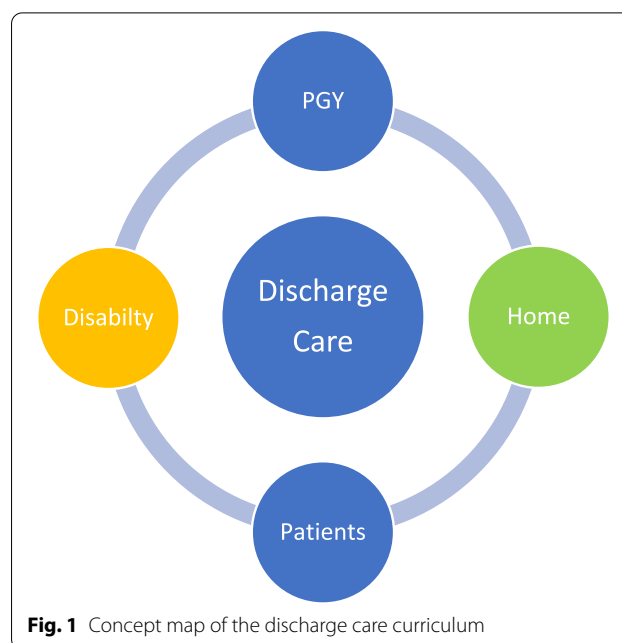 PGY
Disabilty
Discharge
Care
Home
Patients
Fig. 1 Concept map of the discharge care curriculum